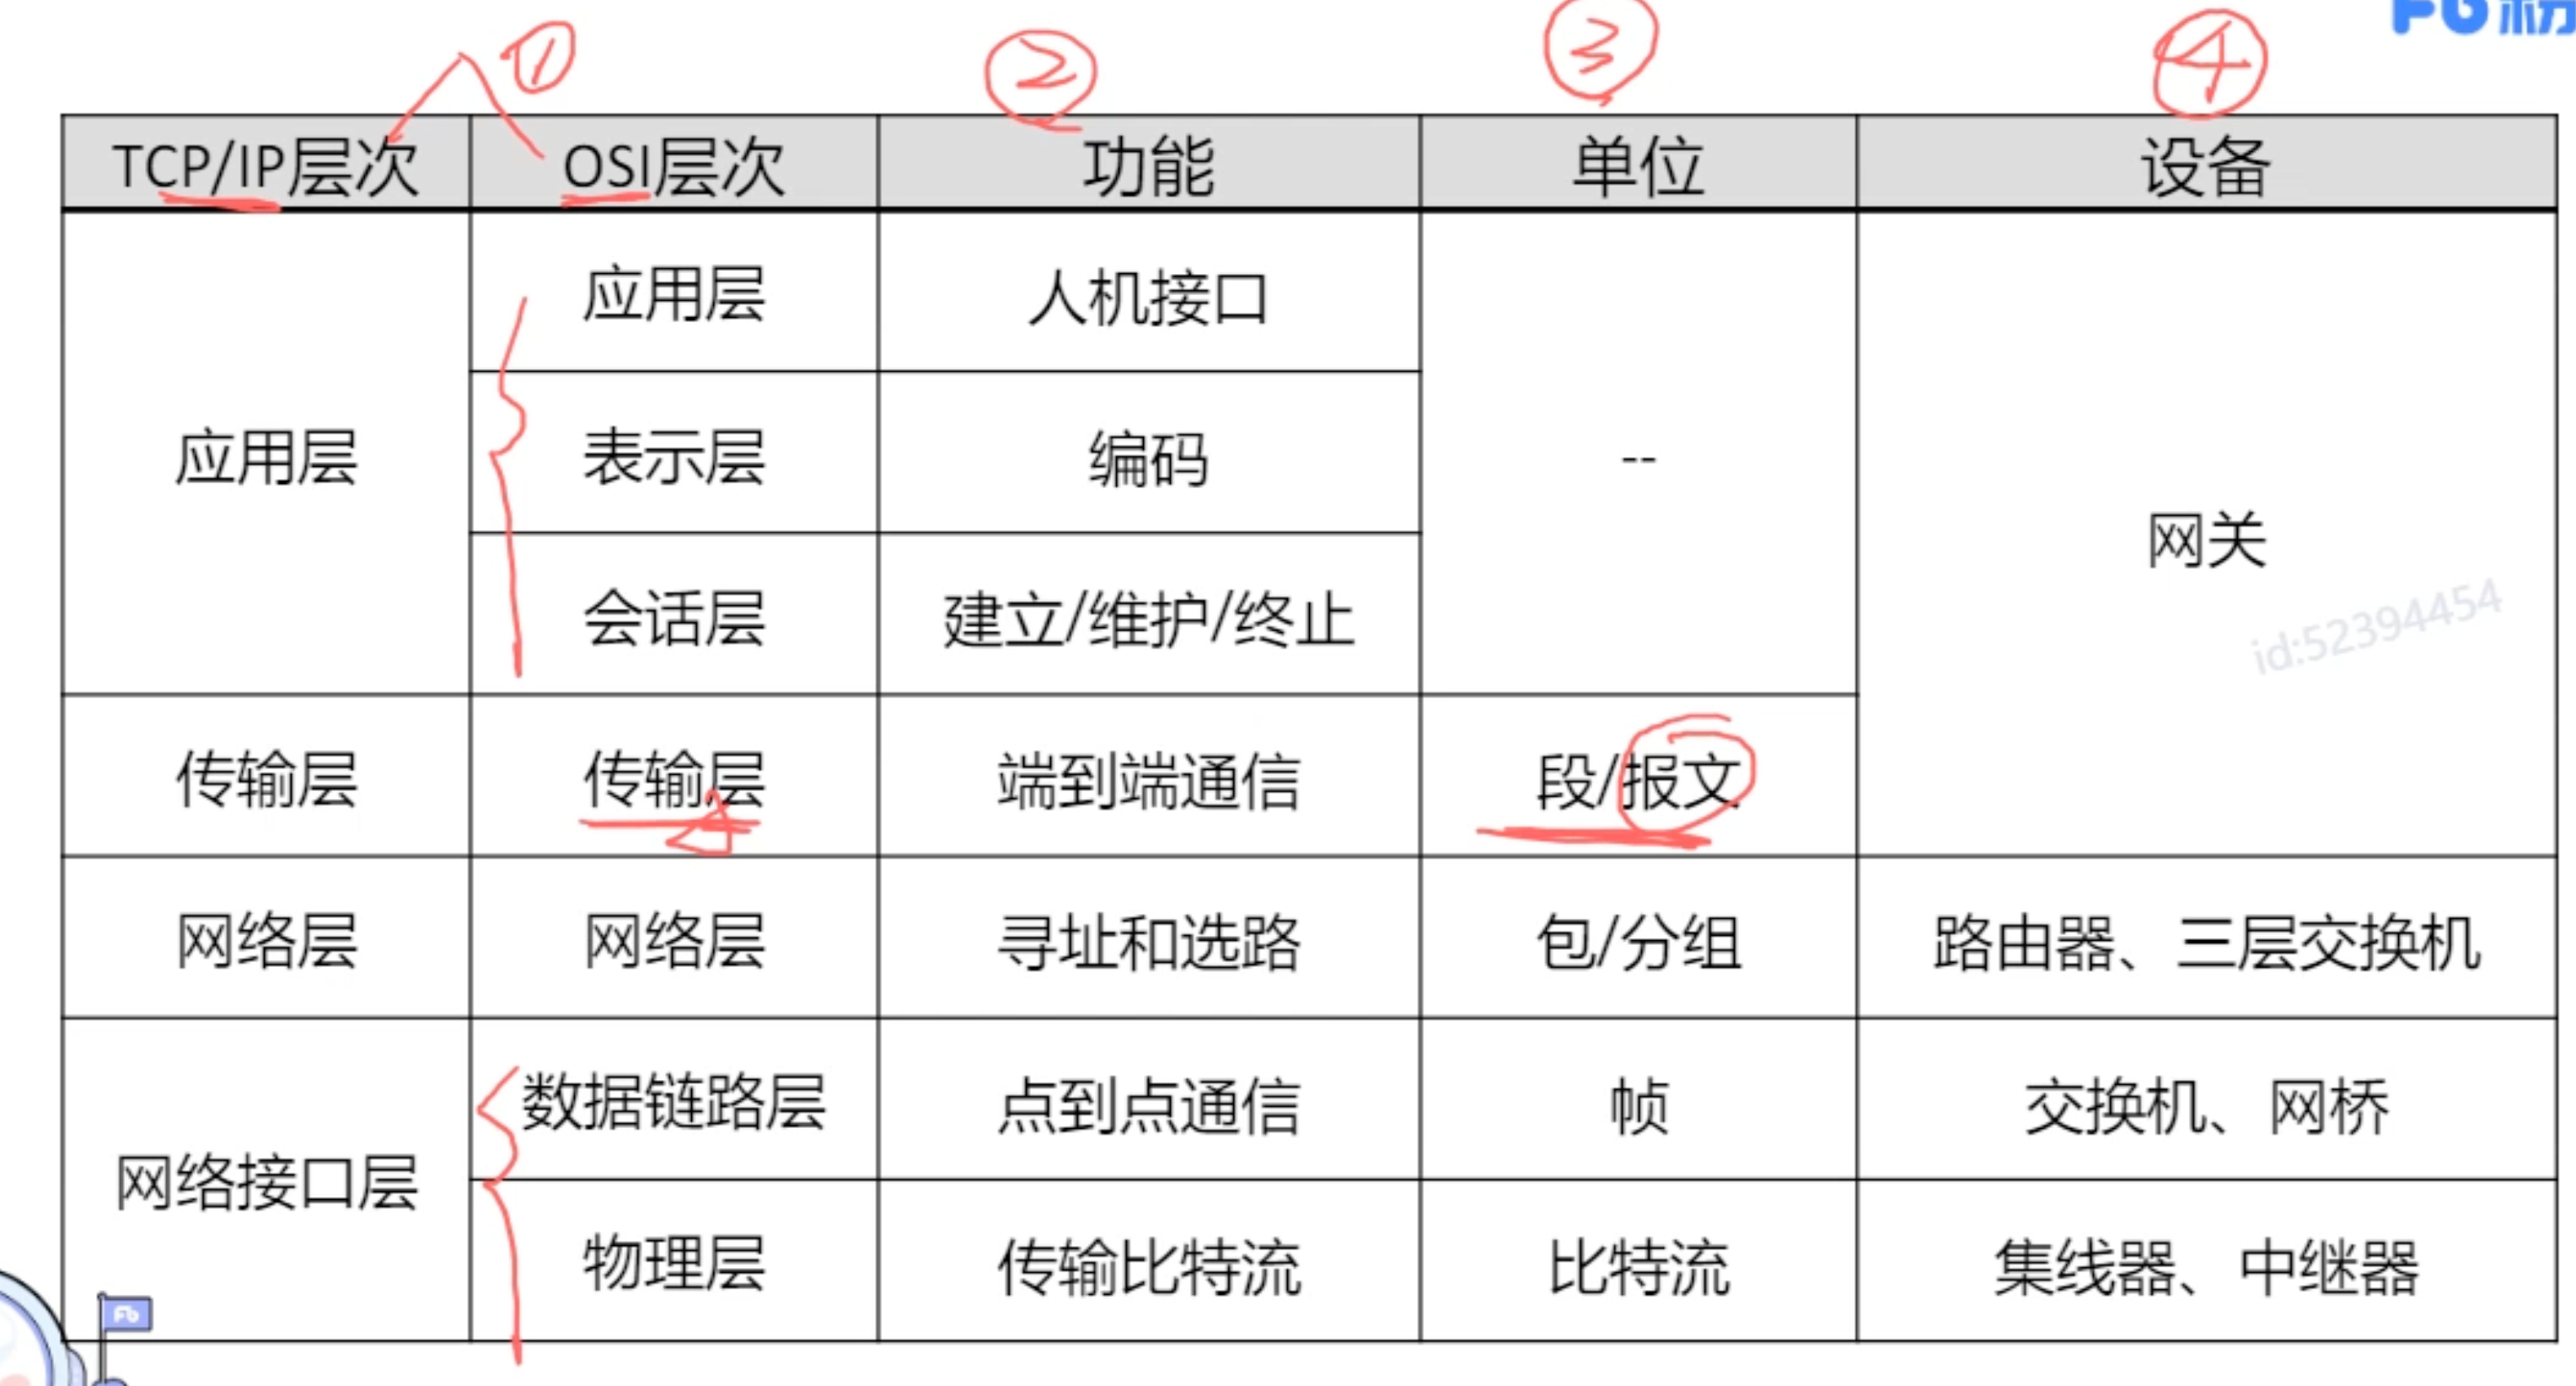 ① ② ③ ④
Fb 粉
TCP/IP层次 OSI层次 功能 单位 设备
应用层 应用层 人机接口 -- 网关
表示层 编码
会话层 建立/维护/终止
id:52394454
传输层 传输层 端到端通信 段/报文
网络层 网络层 寻址和选路 包/分组 路由器、三层交换机
网络接口层 数据链路层 点到点通信 帧 交换机、网桥
物理层 传输比特流 比特流 集线器、中继器
Fb